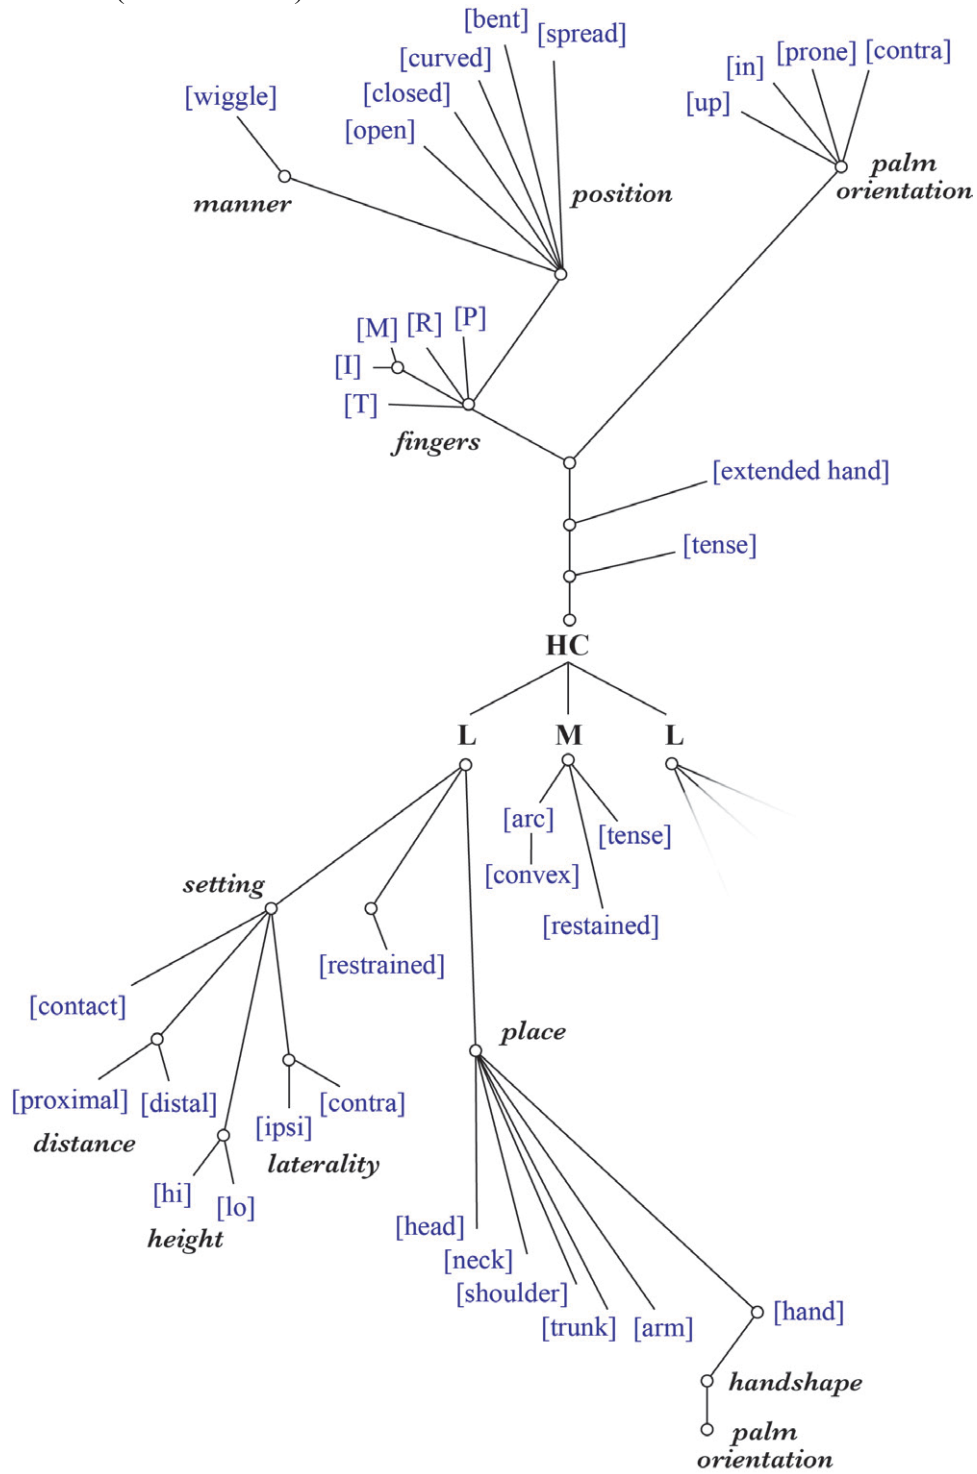 [bent]
[spread]
[curved]
[closed]
[open]
[wiggle]
[in]
[prone]
[contra]
[up]
manner
position
palm
orientation
[M]
[R]
[P]
[I]
[T]
fingers
[extended hand]
[tense]
HC
L
M
L
[arc]
[tense]
[convex]
[restained]
setting
[restrained]
[contact]
place
[proximal]
[distal]
[ipsi]
[contra]
distance
laterality
[hi]
[lo]
height
[head]
[neck]
[shoulder]
[trunk]
[arm]
[hand]
handshape
palm
orientation